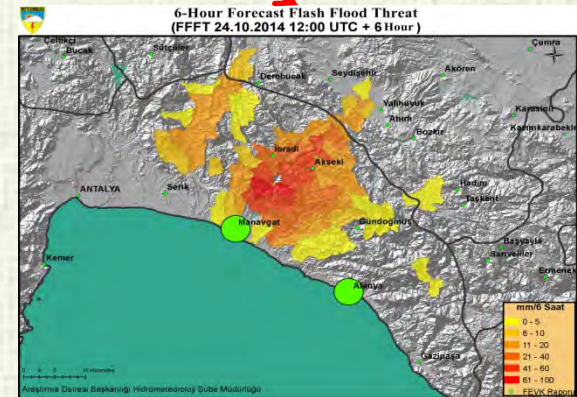 6-Hour Forecast Flash Flood Threat
(FFFT 24.10.2014 12:00 UTC + 6 Hour)
Çeltikçi
Bucak
Sütçüler
Derebucak
Seydişehir
Akören
Çumra
Yalıhüyük
Ahırlı
Bozkır
Karasınır
Kazımkarabekir
İbradı
Akseki
ANTALYA
Serik
Manavgat
Gündoğmuş
Hadim
Taşkent
Kemer
Alanya
Başyayla
Sarıveliler
Ermenek
Gazipaşa
mm/6 Saat
0 - 5
6 - 10
11 - 20
21 - 40
41 - 60
61 - 100
FEVK Raporu
Araştırma Dairesi Başkanlığı Hidrometeoroloji Şube Müdürlüğü